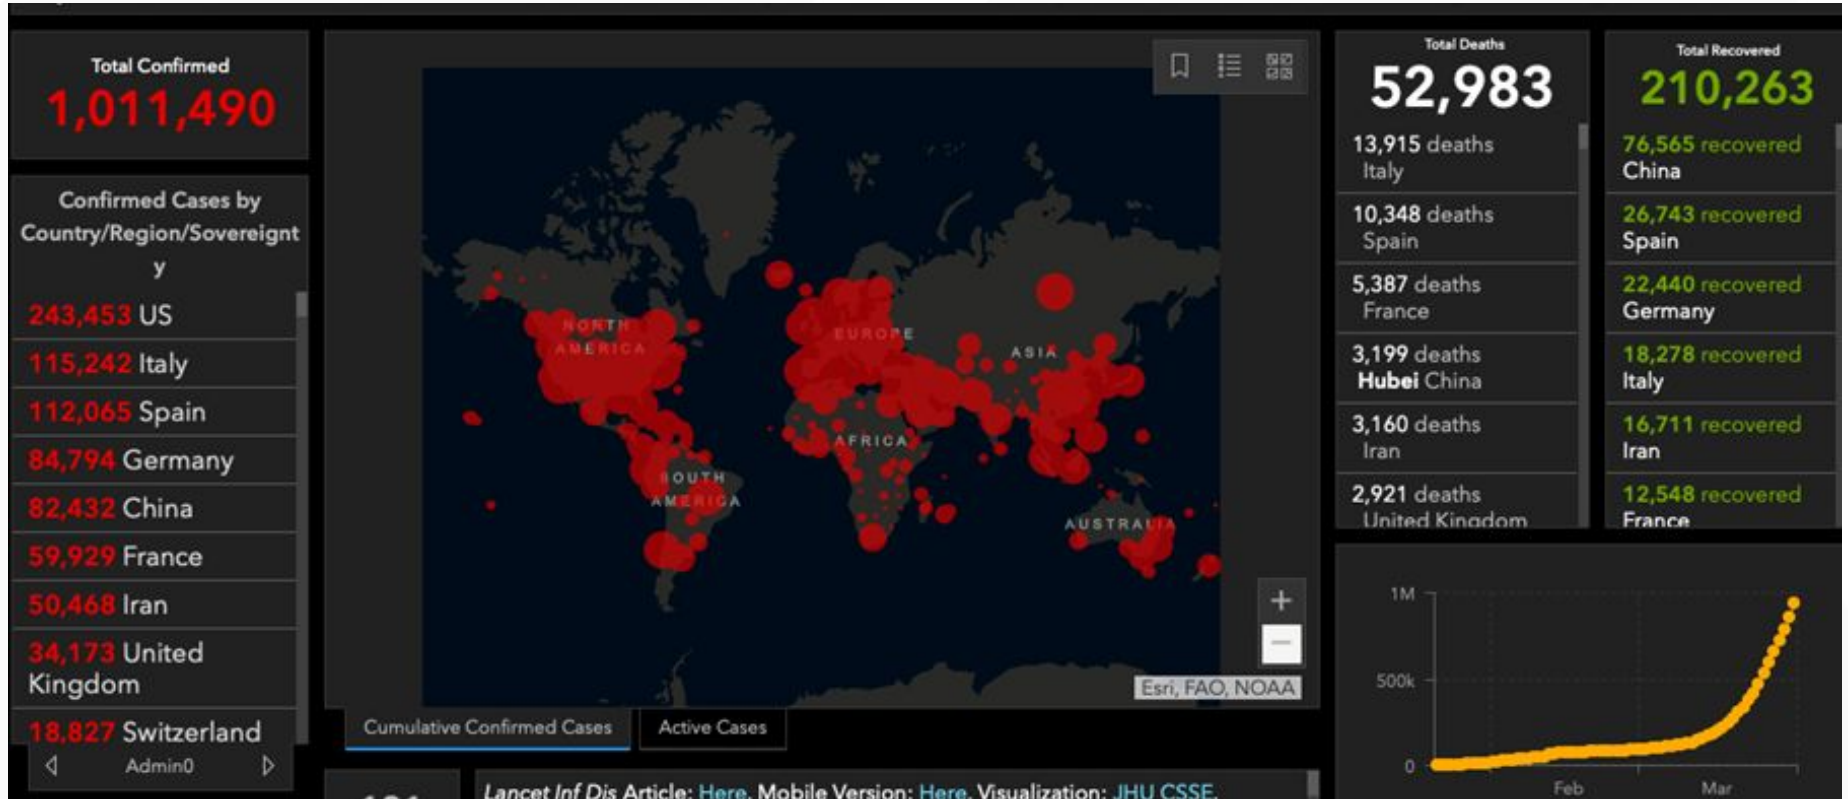 Total Confirmed
1,011,490
Confirmed Cases by
Country/Region/Sovereignt
y
243,453 US
115,242 Italy
112,065 Spain
84,794 Germany
82,432 China
59,929 France
50,468 Iran
34,173 United
Kingdom
18,827 Switzerland
Admin0
NORTH
AMERICA
EUROPE
ASIA
AFRICA
SOUTH
AMERICA
AUSTRALIA
Esri, FAO, NOAA
Cumulative Confirmed Cases
Active Cases
Lancet Inf Dis Article: Here. Mobile Version: Here. Visualization: JHU CSSE.
Total Deaths
52,983
13,915 deaths
Italy
10,348 deaths
Spain
5,387 deaths
France
3,199 deaths
Hubei China
3,160 deaths
Iran
2,921 deaths
United Kingdom
Total Recovered
210,263
76,565 recovered
China
26,743 recovered
Spain
22,440 recovered
Germany
18,278 recovered
Italy
16,711 recovered
Iran
12,548 recovered
France
1M
500k
0
Feb
Mar